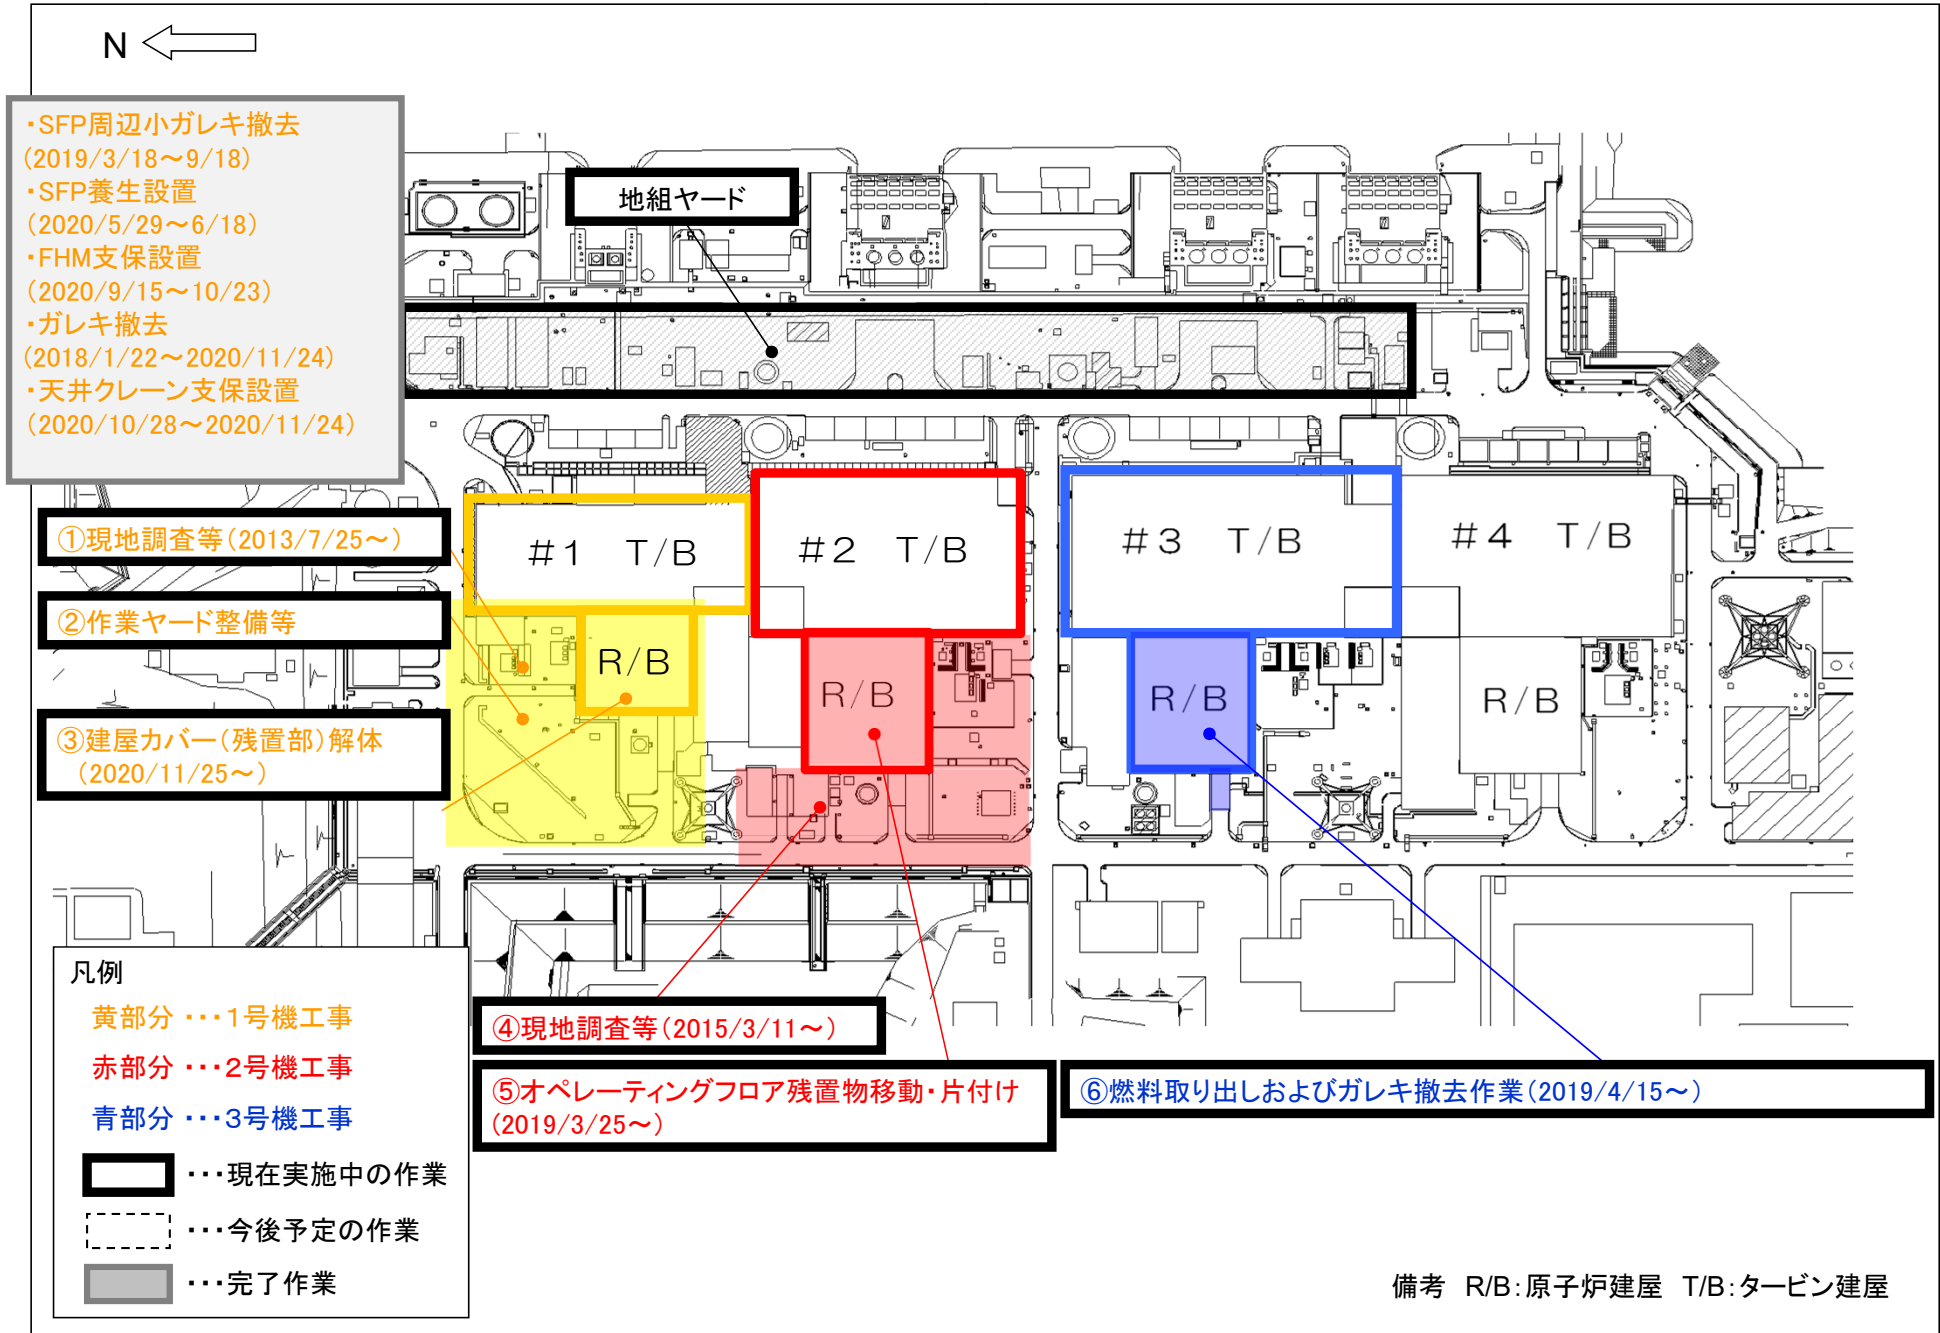 N
・SFP周辺小ガレキ撤去
(2019/3/18～9/18)
・SFP養生設置
(2020/5/29～6/18)
・FHM支保設置
(2020/9/15～10/23)
・ガレキ撤去
(2018/1/22～2020/11/24)
・天井クレーン支保設置
(2020/10/28～2020/11/24)
地組ヤード
①現地調査等(2013/7/25～)
②作業ヤード整備等
③建屋カバー(残置部)解体
(2020/11/25～)
#1 T/B
#2 T/B
#3 T/B
#4 T/B
R/B
R/B
R/B
R/B
④現地調査等(2015/3/11～)
⑤オペレーティングフロア残置物移動・片付け
(2019/3/25～)
⑥燃料取り出しおよびガレキ撤去作業(2019/4/15～)
凡例
黄部分 ・・・1号機工事
赤部分 ・・・2号機工事
青部分 ・・・3号機工事
・・・現在実施中の作業
・・・今後予定の作業
・・・完了作業
備考 R/B:原子炉建屋 T/B:タービン建屋